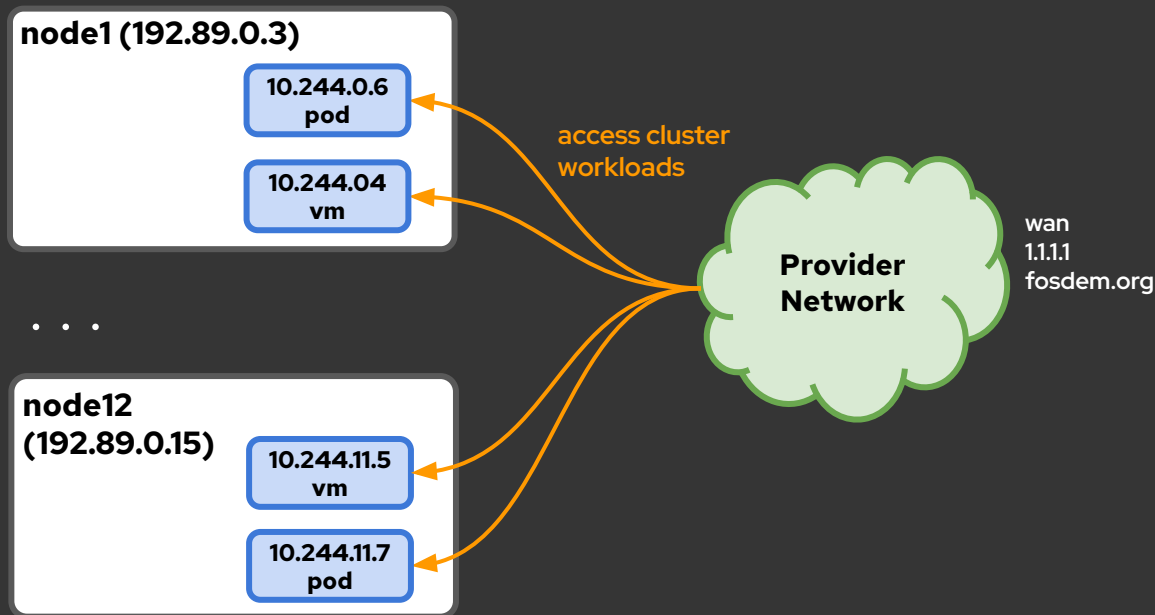 node1 (192.89.0.3)
10.244.0.6
pod
10.244.04
vm
access cluster
workloads
Provider
Network
wan
1.1.1.1
fosdem.org
. . .
node12
(192.89.0.15)
10.244.11.5
vm
10.244.11.7
pod